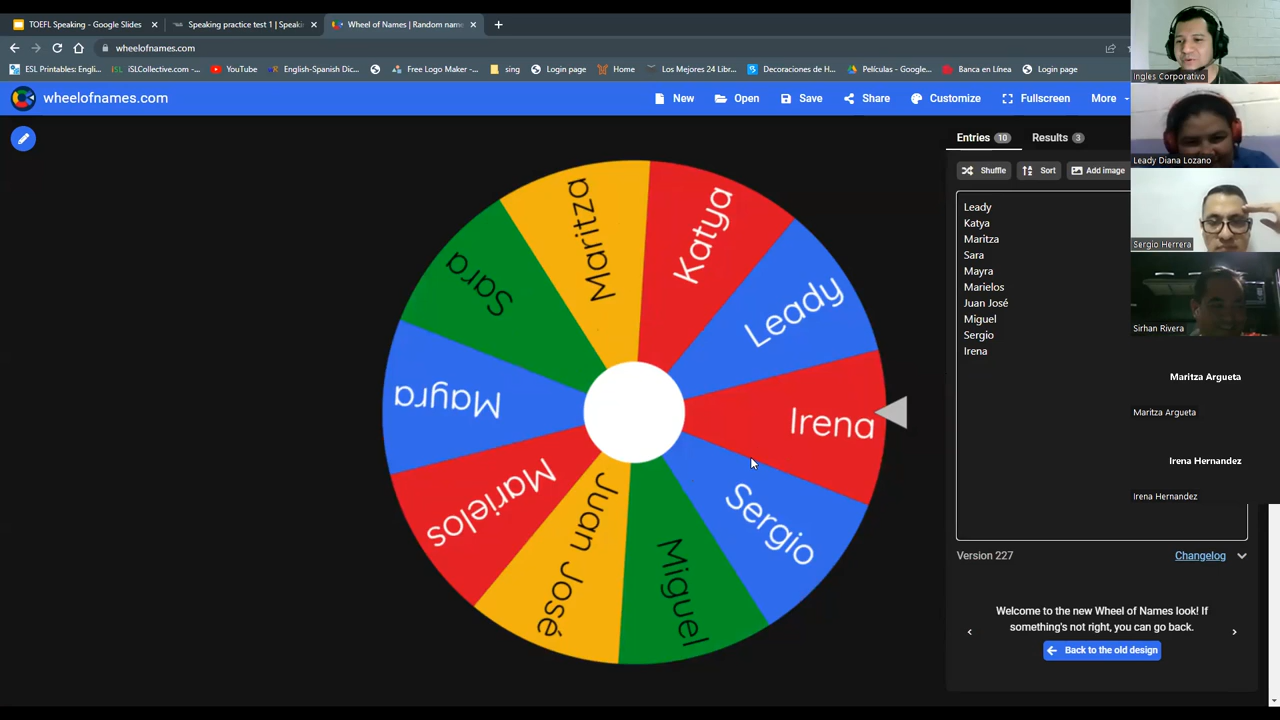 TOEFL Speaking - Google Slides
Speaking practice test 1 | Speaki
Wheel of Names | Random name
wheelofnames.com
ESL Printables: Engli...
iSLCollective.com -...
YouTube
English-Spanish Dic...
Free Logo Maker -...
sing
Login page
Home
Los Mejores 24 Libr...
Decoraciones de H...
Películas - Google...
Banca en Línea
Login page
wheelofnames.com
New
Open
Save
Share
Customize
Fullscreen
More
Entries 10
Results 3
Shuffle
Sort
Add image
Leady
Katya
Maritza
Sara
Mayra
Marielos
Juan José
Miguel
Sergio
Irena
Maritza
Katya
Leady
Irena
Sergio
Miguel
Juan José
Marielos
Mayra
Sara
Version 227
Changelog
Welcome to the new Wheel of Names look! If
something's not right, you can go back.
Back to the old design
Ingles Corporativo
Leady Diana Lozano
Sergio Herrera
Sirhan Rivera
Maritza Argueta
Maritza Argueta
Irena Hernandez
Irena Hernandez